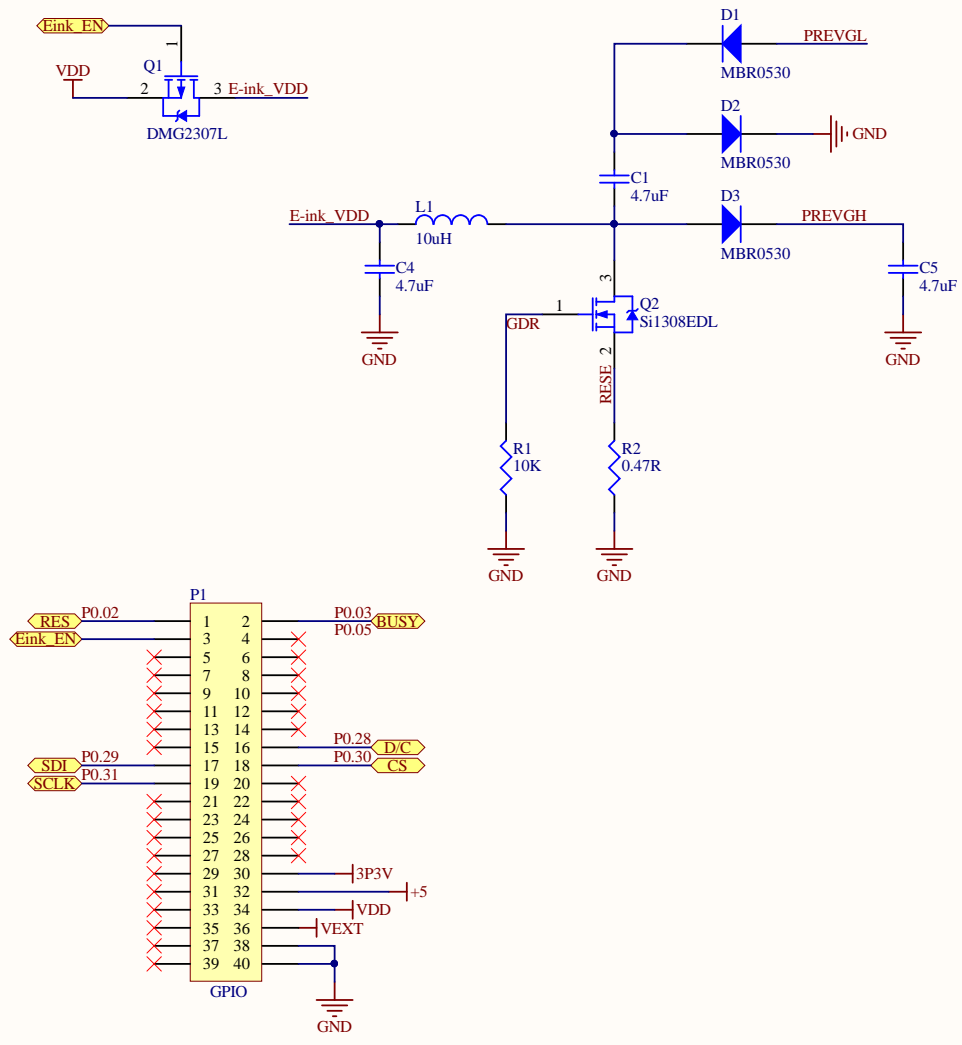 Eink_EN
1
VDD
Q1
2
3
E-ink_VDD
DMG2307L
D1
PREVGL
MBR0530
D2
GND
MBR0530
C1
4.7uF
D3
PREVGH
MBR0530
E-ink_VDD
L1
10uH
C4
4.7uF
GND
C5
4.7uF
GND
3
1
GDR
Q2
Si1308EDL
2
RESE
R1
10K
GND
R2
0.47R
GND
P1
RES P0.02 1 2 P0.03 BUSY
Eink_EN 3 4 P0.05
5 6
7 8
9 10
11 12
13 14
15 16 P0.28 D/C
SDI P0.29 17 18 P0.30 CS
SCLK P0.31 19 20
21 22
23 24
25 26
27 28
29 30 3P3V
31 32 +5
33 34 VDD
35 36 VEXT
37 38
39 40
GPIO
GND